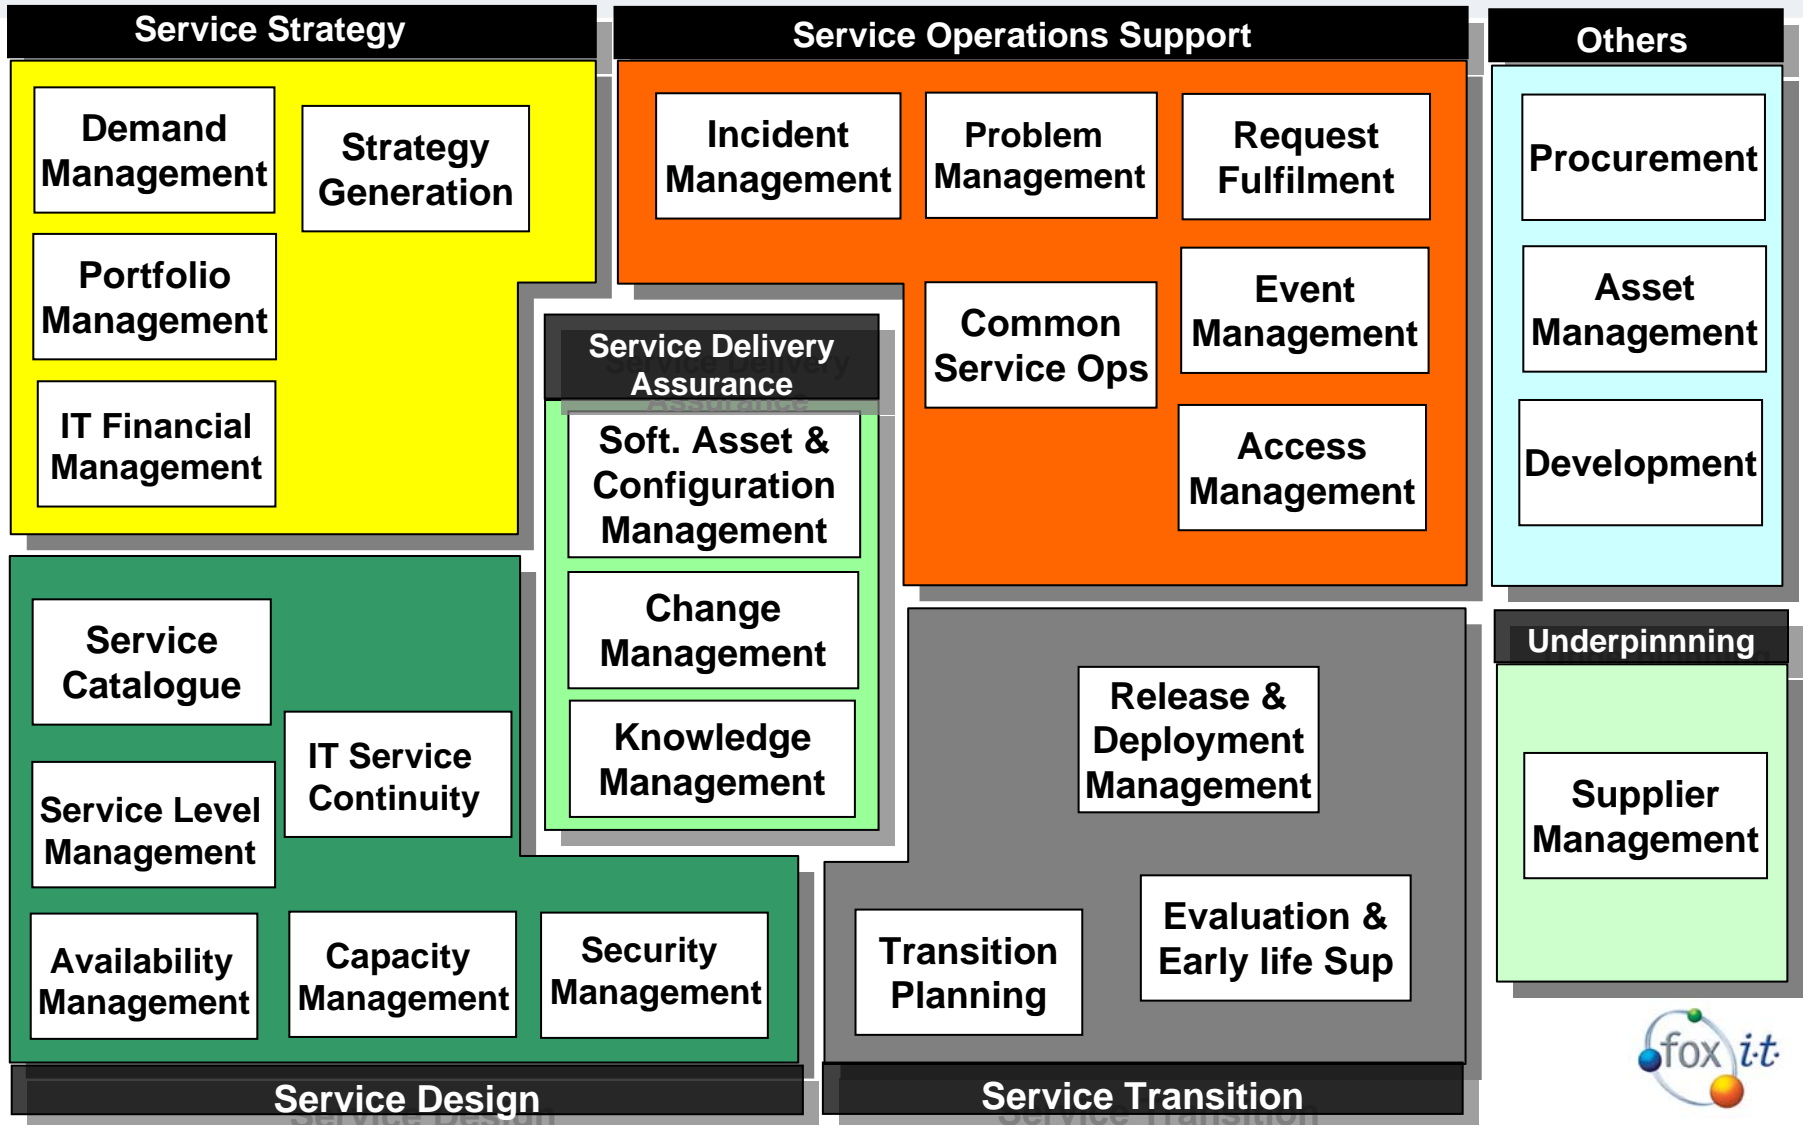 Service Strategy
Demand
Management
Strategy
Generation
Portfolio
Management
IT Financial
Management
Service Operations Support
Incident
Management
Problem
Management
Request
Fulfilment
Common
Service Ops
Event
Management
Access
Management
Others
Procurement
Asset
Management
Development
Service Delivery
Assurance
Soft. Asset &
Configuration
Management
Change
Management
Knowledge
Management
Service
Catalogue
IT Service
Continuity
Service Level
Management
Availability
Management
Capacity
Management
Security
Management
Service Design
Release &
Deployment
Management
Transition
Planning
Evaluation &
Early life Sup
Service Transition
Underpinnning
Supplier
Management
fox i·t·